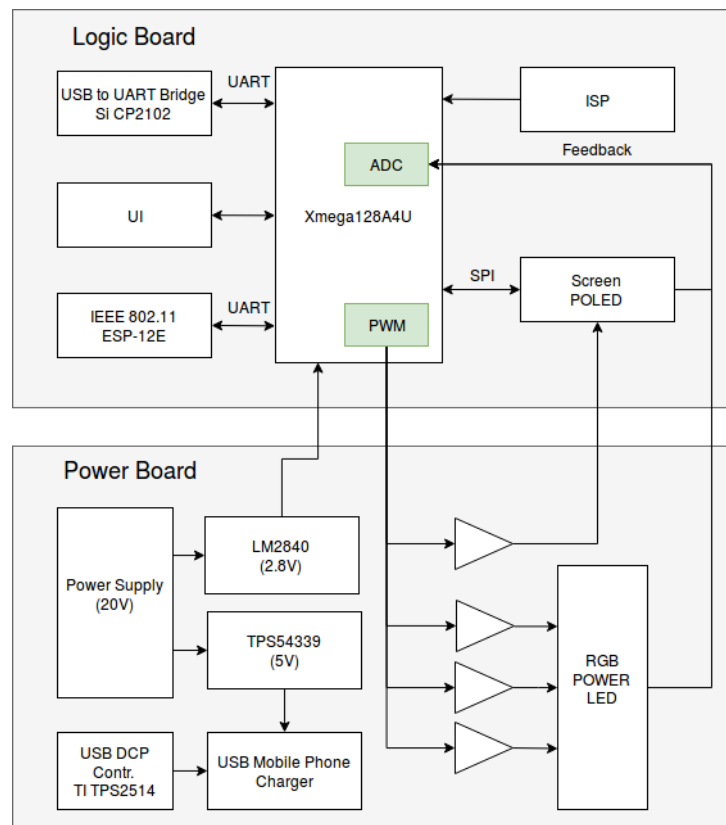 Logic Board
USB to UART Bridge
Si CP2102
UART
UI
IEEE 802.11
ESP-12E
UART
ADC
Xmega128A4U
PWM
ISP
Feedback
SPI
Screen
POLED
Power Board
Power Supply
(20V)
LM2840
(2.8V)
TPS54339
(5V)
USB DCP
Contr.
TI TPS2514
USB Mobile Phone
Charger
RGB
POWER
LED